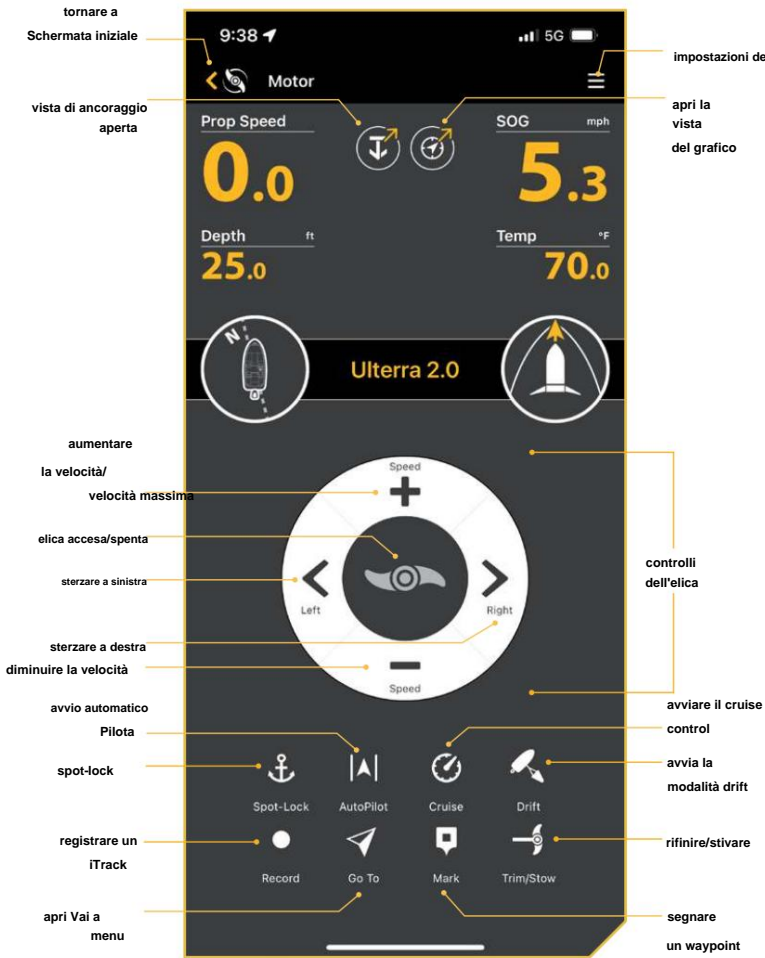 tornare a
Schermata iniziale
9:38
5G
Motor
impostazioni de
vista di ancoraggio
aperta
apri la
vista
del grafico
Prop Speed
0.0
SOG mph
5.3
Depth ft
25.0
Temp °F
70.0
N
Ulterra 2.0
aumentare
la velocità/
velocità massima
Speed
elica accesa/spenta
sterzare a sinistra
Left
Right
controlli
dell'elica
sterzare a destra
diminuire la velocità
Speed
avvio automatico
Pilota
avviare il cruise
control
spot-lock
avvia la
modalità drift
Spot-Lock
AutoPilot
Cruise
Drift
registrare un
iTrack
rifinire/stivare
Record
Go To
Mark
Trim/Stow
apri Vai a
menu
segnare
un waypoint